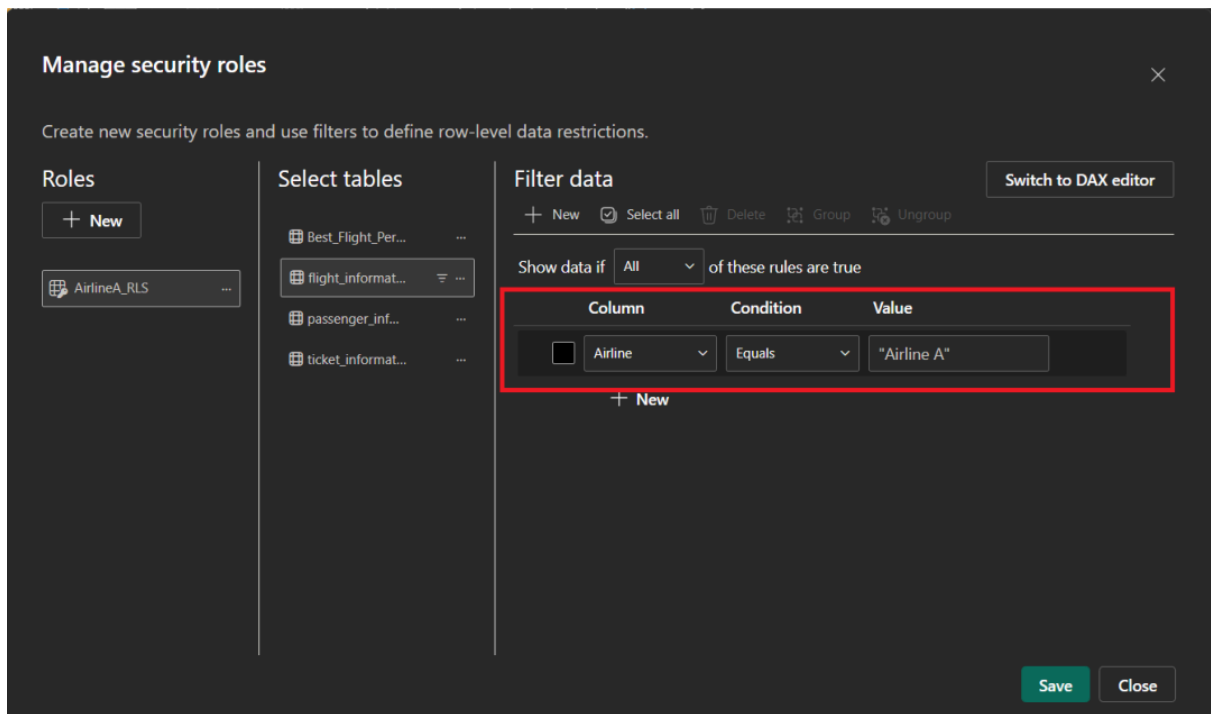 Manage security roles
Create new security roles and use filters to define row-level data restrictions.
Roles
+ New
AirlineA_RLS ...
Select tables
Best_Flight_Per... ...
flight_informat... ...
passenger_inf... ...
ticket_informat... ...
Filter data
Switch to DAX editor
+ New Select all Delete Group Ungroup
Show data if All of these rules are true
Column Condition Value
Airline Equals "Airline A"
+ New
Save Close